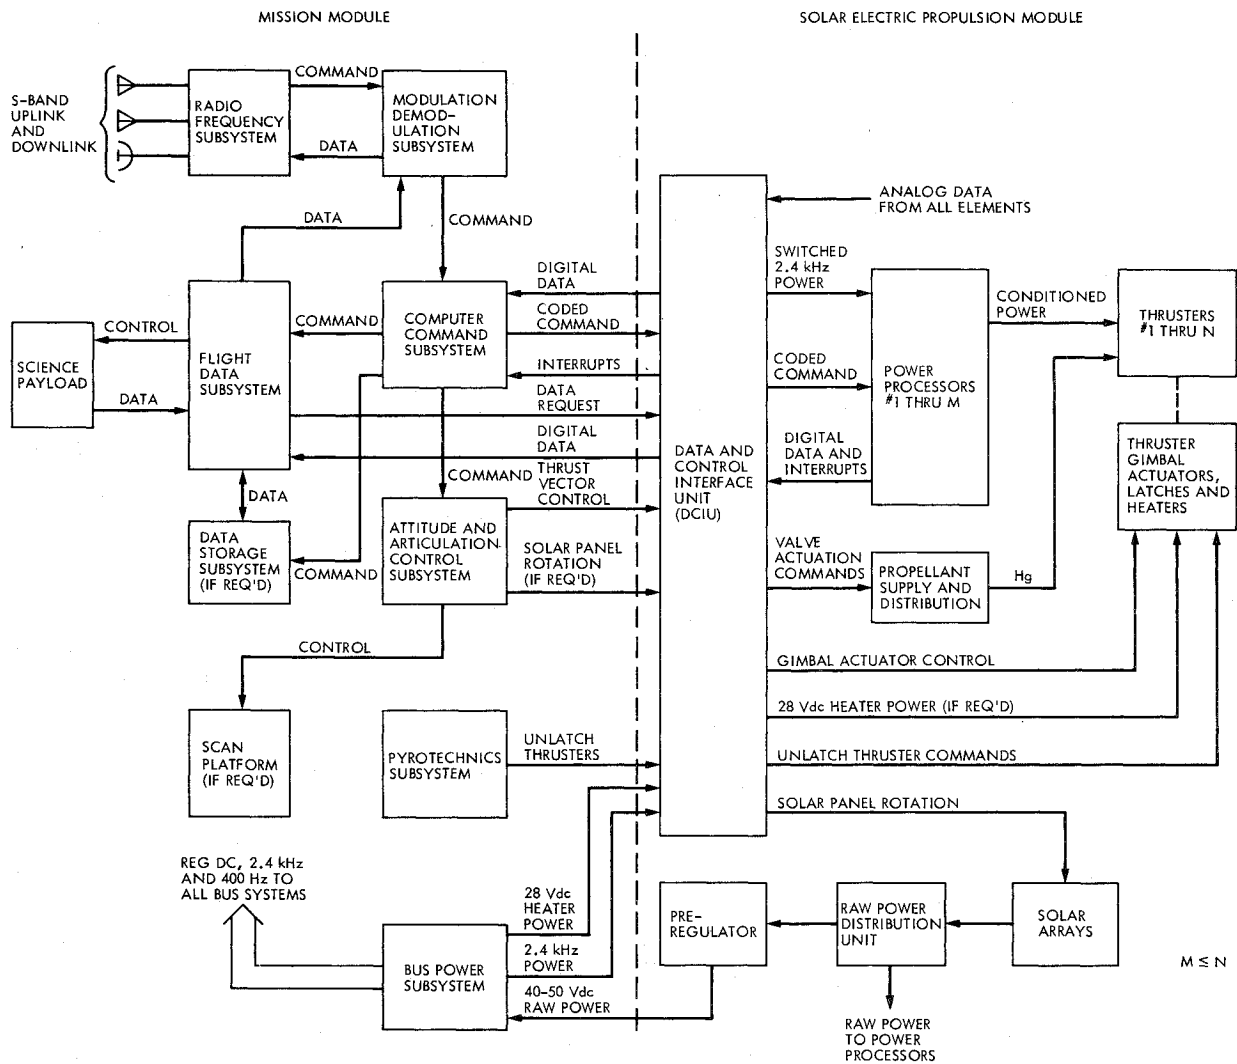 MISSION MODULE
SOLAR ELECTRIC PROPULSION MODULE
S-BAND
UPLINK
AND
DOWNLINK
RADIO
FREQUENCY
SUBSYSTEM
COMMAND
DATA
MODULATION
DEMOD-
ULATION
SUBSYSTEM
DATA
COMMAND
ANALOG DATA
FROM ALL ELEMENTS
SCIENCE
PAYLOAD
CONTROL
DATA
FLIGHT
DATA
SUBSYSTEM
COMMAND
COMPUTER
COMMAND
SUBSYSTEM
DIGITAL
DATA
CODED
COMMAND
INTERRUPTS
DATA
REQUEST
DIGITAL
DATA
COMMAND
THRUST
VECTOR
CONTROL
DATA
DATA
STORAGE
SUBSYSTEM
(IF REQ'D)
COMMAND
ATTITUDE AND
ARTICULATION
CONTROL
SUBSYSTEM
SOLAR PANEL
ROTATION
(IF REQ'D)
CONTROL
SCAN
PLATFORM
(IF REQ'D)
PYROTECHNICS
SUBSYSTEM
UNLATCH
THRUSTERS
REG DC, 2.4 kHz
AND 400 Hz TO
ALL BUS SYSTEMS
BUS POWER
SUBSYSTEM
28 Vdc
HEATER
POWER
2.4 kHz
POWER
40-50 Vdc
RAW POWER
DATA AND
CONTROL
INTERFACE
UNIT
(DCIU)
SWITCHED
2.4 kHz
POWER
CODED
COMMAND
DIGITAL
DATA AND
INTERRUPTS
POWER
PROCESSORS
#1 THRU M
CONDITIONED
POWER
THRUSTERS
#1 THRU N
THRUSTER
GIMBAL
ACTUATORS,
LATCHES AND
HEATERS
VALVE
ACTUATION
COMMANDS
PROPELLANT
SUPPLY AND
DISTRIBUTION
Hg
GIMBAL ACTUATOR CONTROL
28 Vdc HEATER POWER (IF REQ'D)
UNLATCH THRUSTER COMMANDS
SOLAR PANEL ROTATION
PRE-
REGULATOR
RAW POWER
DISTRIBUTION
UNIT
SOLAR
ARRAYS
RAW POWER
TO POWER
PROCESSORS
M ≤ N